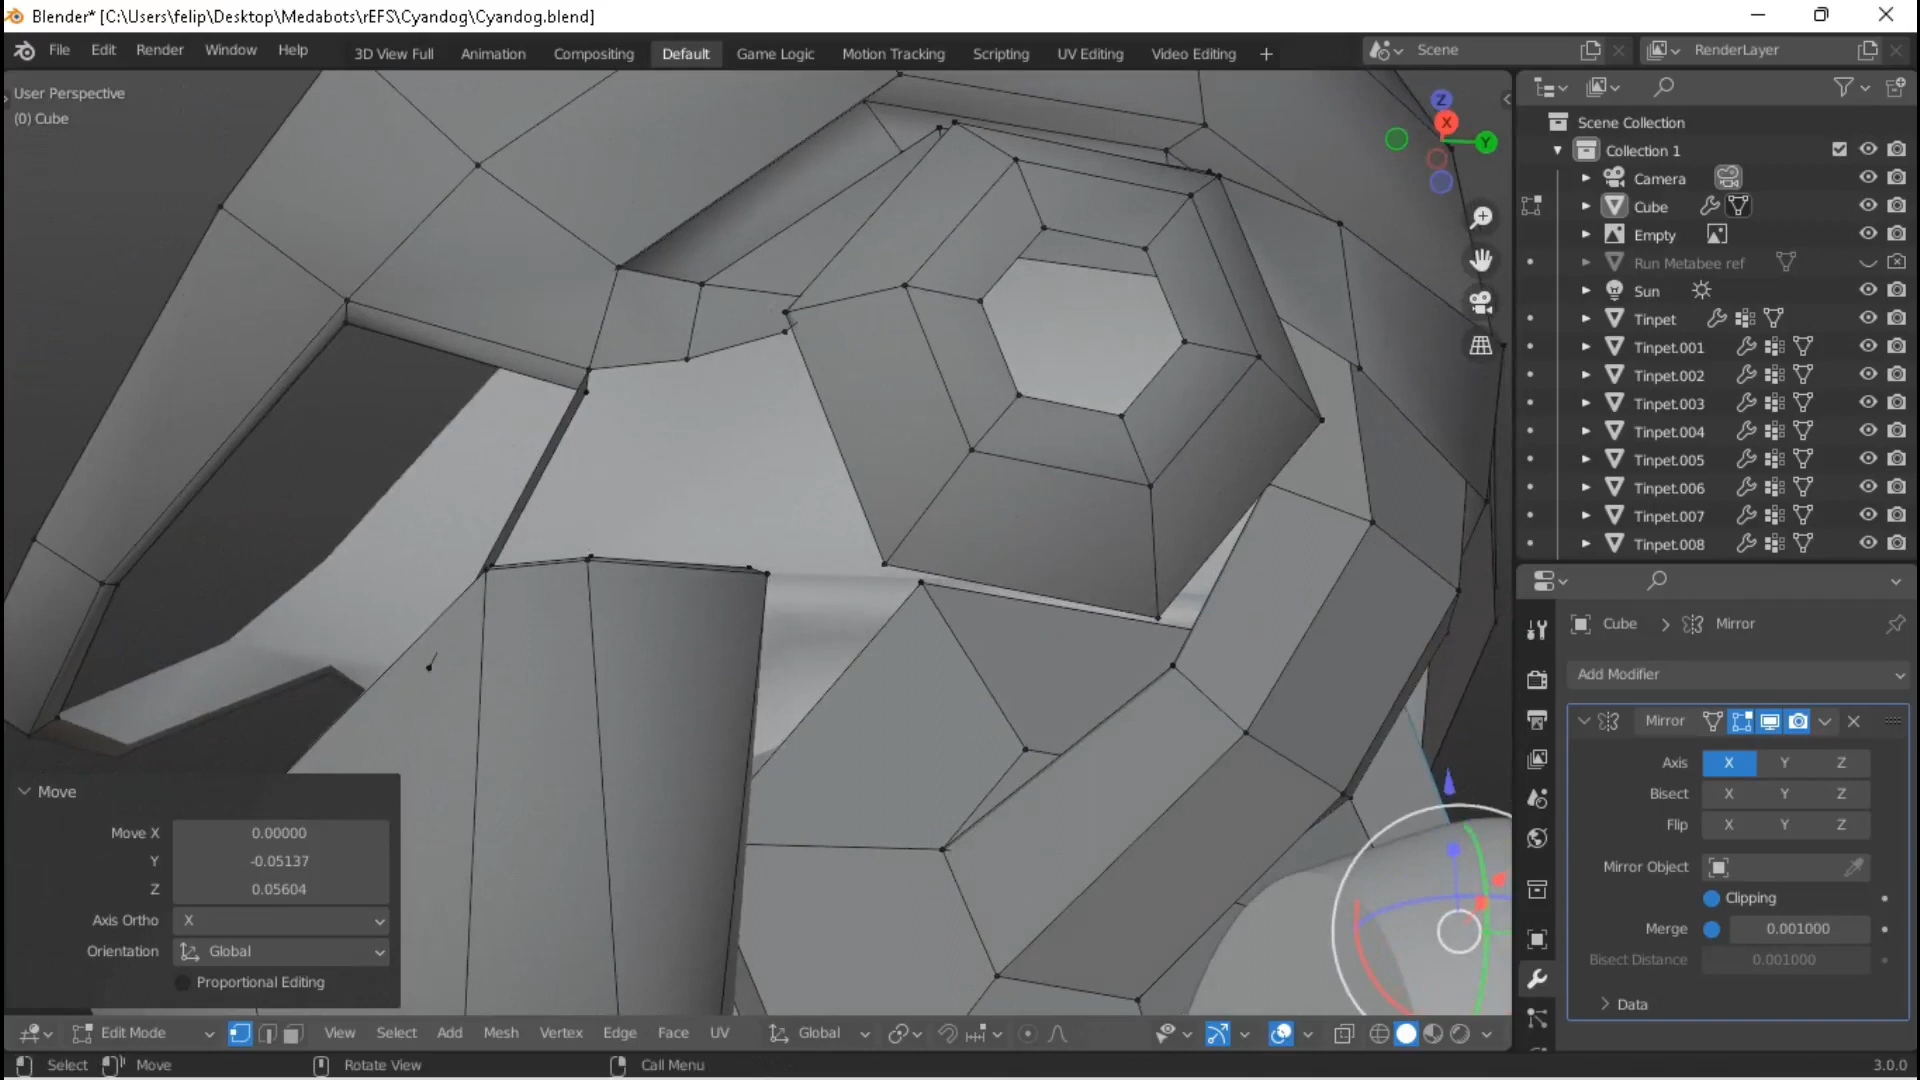 Blender* [C:\Users\felip\Desktop\Medabots\rEFS\Cyandog\Cyandog.blend]
File Edit Render Window Help 3D View Full Animation Compositing Default Game Logic Motion Tracking Scripting UV Editing Video Editing + Scene RenderLayer
User Perspective
(0) Cube
Z
X
Y
Scene Collection
Collection 1
Camera
Cube
Empty
Run Metabee ref
Sun
Tinpet
Tinpet.001
Tinpet.002
Tinpet.003
Tinpet.004
Tinpet.005
Tinpet.006
Tinpet.007
Tinpet.008
Cube > Mirror
Add Modifier
Mirror
Axis X Y Z
Bisect X Y Z
Flip X Y Z
Mirror Object
Clipping
Merge 0.001000
Bisect Distance 0.001000
Data
Move
Move X 0.00000
Y -0.05137
Z 0.05604
Axis Ortho X
Orientation Global
Proportional Editing
Edit Mode View Select Add Mesh Vertex Edge Face UV Global
Select Move Rotate View Call Menu 3.0.0